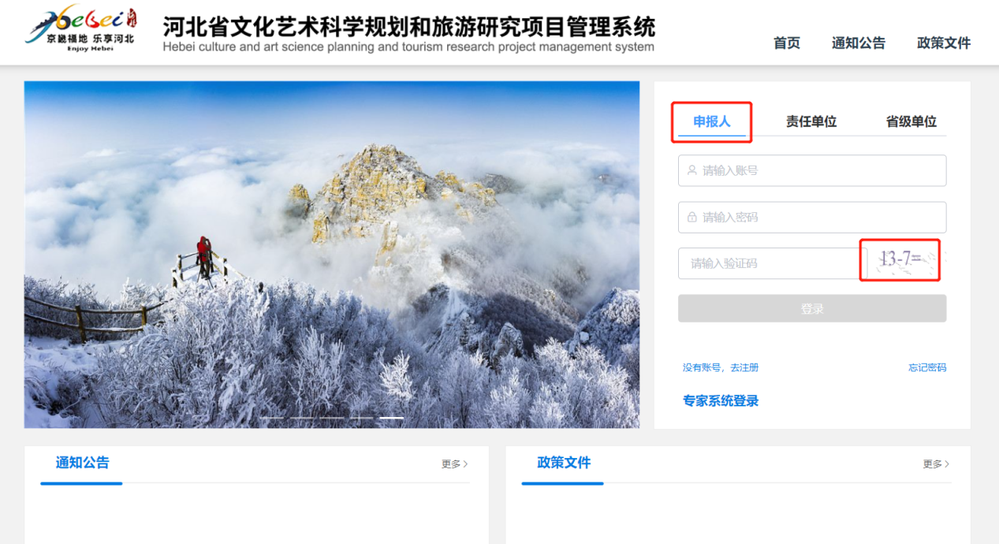 Hebei
京畿福地 乐享河北
Enjoy Hebei
河北省文化艺术科学规划和旅游研究项目管理系统
Hebei culture and art science planning and tourism research project management system
首页 通知公告 政策文件
申报人 责任单位 省级单位
请输入账号
请输入密码
请输入验证码 13-7=
登录
没有账号，去注册 忘记密码
专家系统登录
通知公告 更多 政策文件 更多